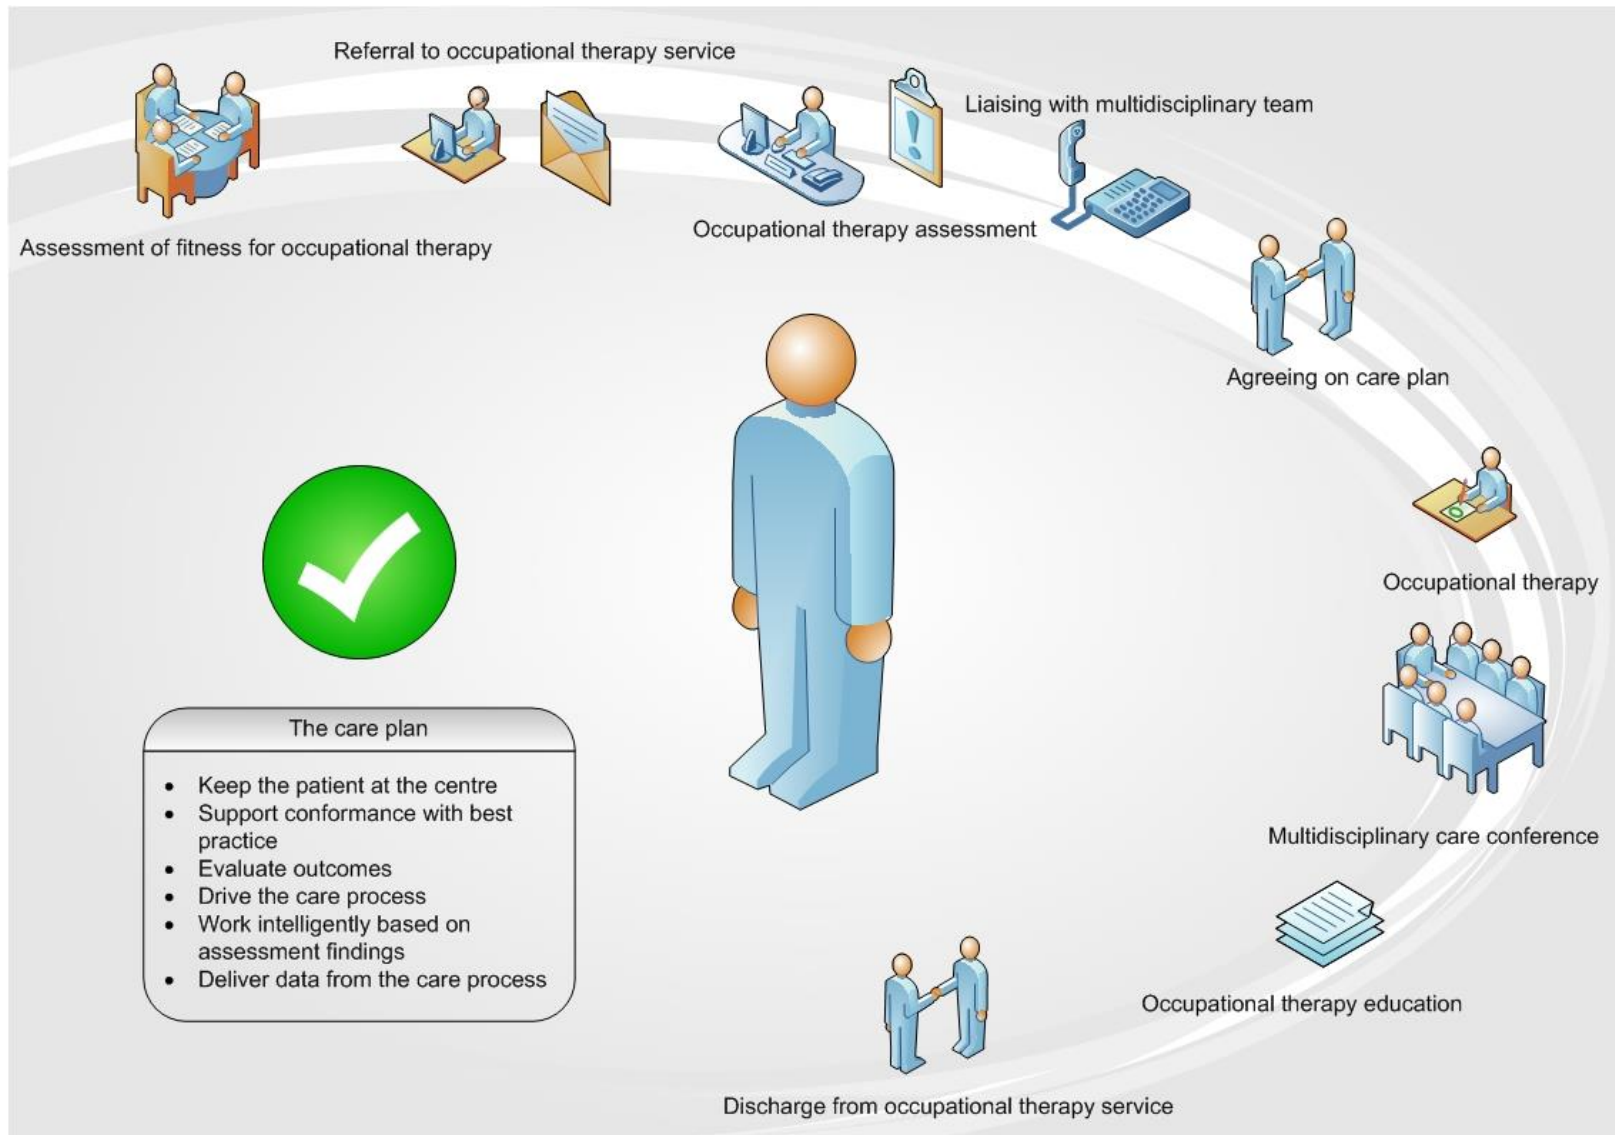 Referral to occupational therapy service
Liaising with multidisciplinary team
Occupational therapy assessment
Assessment of fitness for occupational therapy
Agreeing on care plan
Occupational therapy
The care plan
• Keep the patient at the centre
• Support conformance with best
practice
• Evaluate outcomes
• Drive the care process
• Work intelligently based on
assessment findings
• Deliver data from the care process
Multidisciplinary care conference
Occupational therapy education
Discharge from occupational therapy service